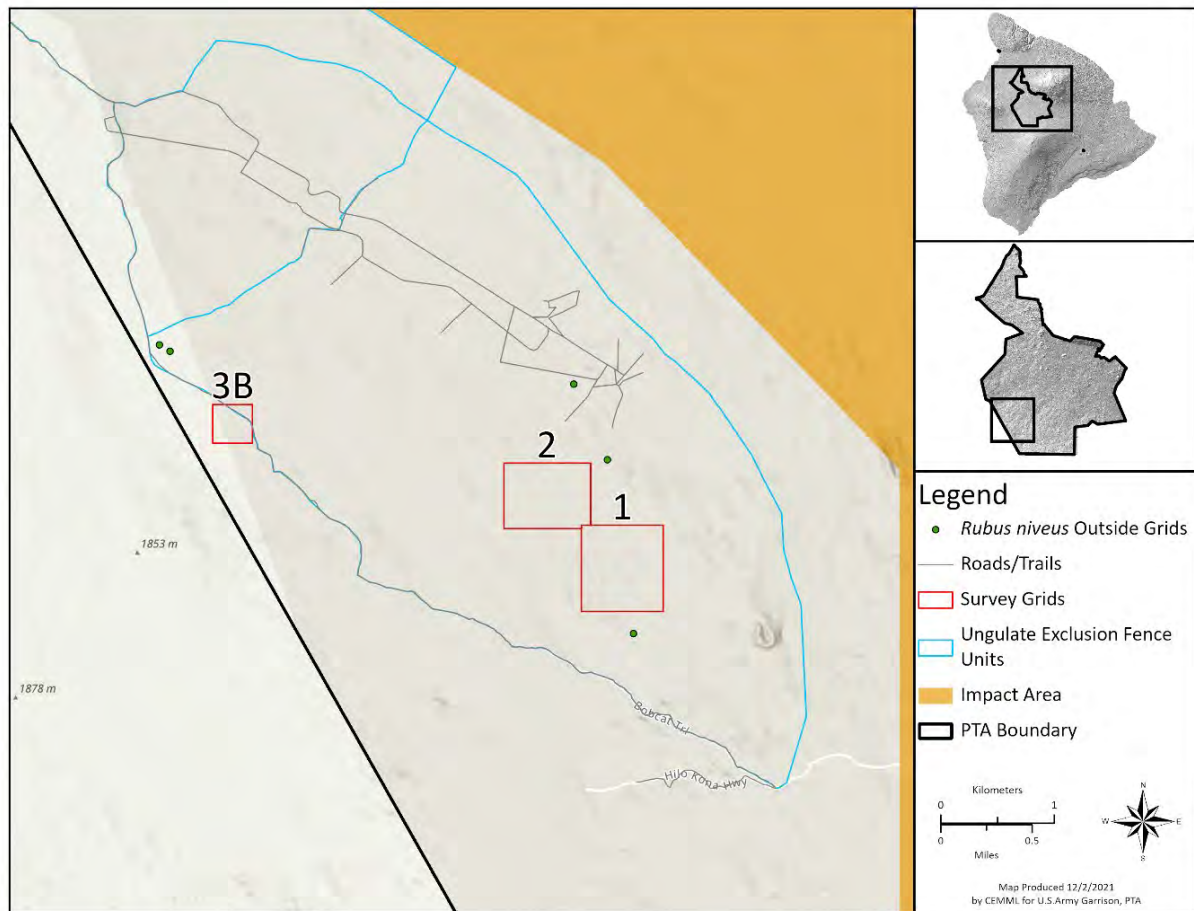 3B
2
1
1853 m
1878 m
Bobcat Trl
Hilo Kona Hwy
Legend
Rubus niveus Outside Grids
Roads/Trails
Survey Grids
Ungulate Exclusion Fence
Units
Impact Area
PTA Boundary
Kilometers
0 1
0 0.5
Miles
N
W E
S
Map Produced 12/2/2021
by CEMML for U.S.Army Garrison, PTA